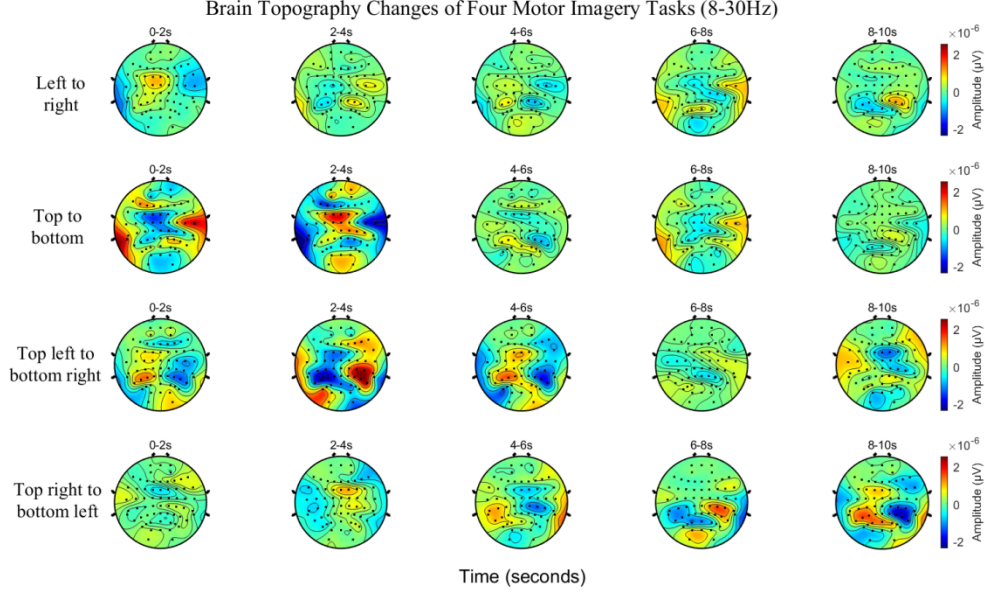 Brain Topography Changes of Four Motor Imagery Tasks (8-30Hz)
0-2s 2-4s 4-6s 6-8s 8-10s
Left to
right
×10⁻⁶
2
0
-2
Amplitude (μV)
0-2s 2-4s 4-6s 6-8s 8-10s
Top to
bottom
×10⁻⁶
2
0
-2
Amplitude (μV)
0-2s 2-4s 4-6s 6-8s 8-10s
Top left to
bottom right
×10⁻⁶
2
0
-2
Amplitude (μV)
0-2s 2-4s 4-6s 6-8s 8-10s
Top right to
bottom left
×10⁻⁶
2
0
-2
Amplitude (μV)
Time (seconds)